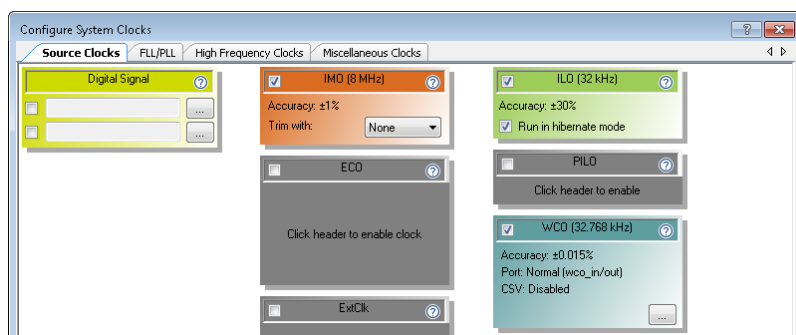 Configure System Clocks
Source Clocks FLL/PLL High Frequency Clocks Miscellaneous Clocks
Digital Signal
...
...
IMO (8 MHz)
Accuracy: ±1%
Trim with: None
ECO
Click header to enable clock
ExtClk
ILO (32 kHz)
Accuracy: ±30%
Run in hibernate mode
PILO
Click header to enable
WCO (32.768 kHz)
Accuracy: ±0.015%
Port: Normal (wco_in/out)
CSV: Disabled
...